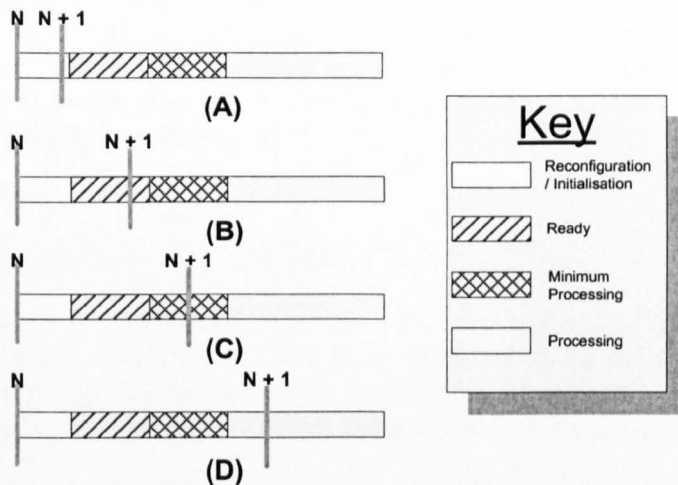 N N + 1
(A)
N N + 1
(B)
N N + 1
(C)
N N + 1
(D)
Key
Reconfiguration
/ Initialisation
Ready
Minimum
Processing
Processing